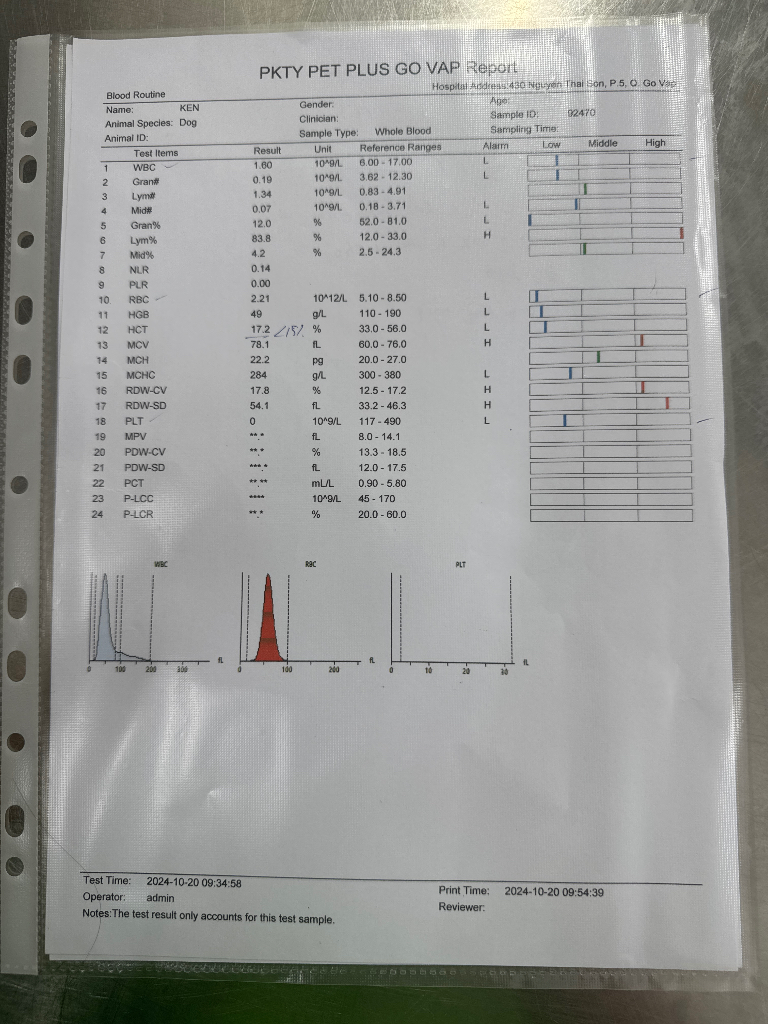 PKTY PET PLUS GO VAP Report
Hospital Address:430 Nguyen Thai Son, P.5, Q. Go Vap
Blood Routine
Name: KEN Gender: Age:
Animal Species: Dog Clinician: Sample ID: 92470
Animal ID: Sample Type: Whole Blood Sampling Time:
Test Items Result Unit Reference Ranges Alarm Low Middle High
1 WBC 1.60 10^9/L 6.00 - 17.00 L
2 Gran# 0.19 10^9/L 3.62 - 12.30 L
3 Lym# 1.34 10^9/L 0.83 - 4.91
4 Mid# 0.07 10^9/L 0.18 - 3.71 L
5 Gran% 12.0 % 52.0 - 81.0 L
6 Lym% 83.8 % 12.0 - 33.0 H
7 Mid% 4.2 % 2.5 - 24.3
8 NLR 0.14
9 PLR 0.00
10 RBC 2.21 10^12/L 5.10 - 8.50 L
11 HGB 49 g/L 110 - 190 L
12 HCT 17.2 <15% % 33.0 - 56.0 L
13 MCV 78.1 fL 60.0 - 76.0 H
14 MCH 22.2 pg 20.0 - 27.0
15 MCHC 284 g/L 300 - 380 L
16 RDW-CV 17.8 % 12.5 - 17.2 H
17 RDW-SD 54.1 fL 33.2 - 46.3 H
18 PLT 0 10^9/L 117 - 490 L
19 MPV **.* fL 8.0 - 14.1
20 PDW-CV **.* % 13.3 - 18.5
21 PDW-SD ***.* fL 12.0 - 17.5
22 PCT **.** mL/L 0.90 - 5.80
23 P-LCC **** 10^9/L 45 - 170
24 P-LCR **.* % 20.0 - 60.0
WBC RBC PLT
0 100 200 300 fL 0 100 200 fL 0 10 20 30 fL
Test Time: 2024-10-20 09:34:58 Print Time: 2024-10-20 09:54:39
Operator: admin Reviewer:
Notes:The test result only accounts for this test sample.